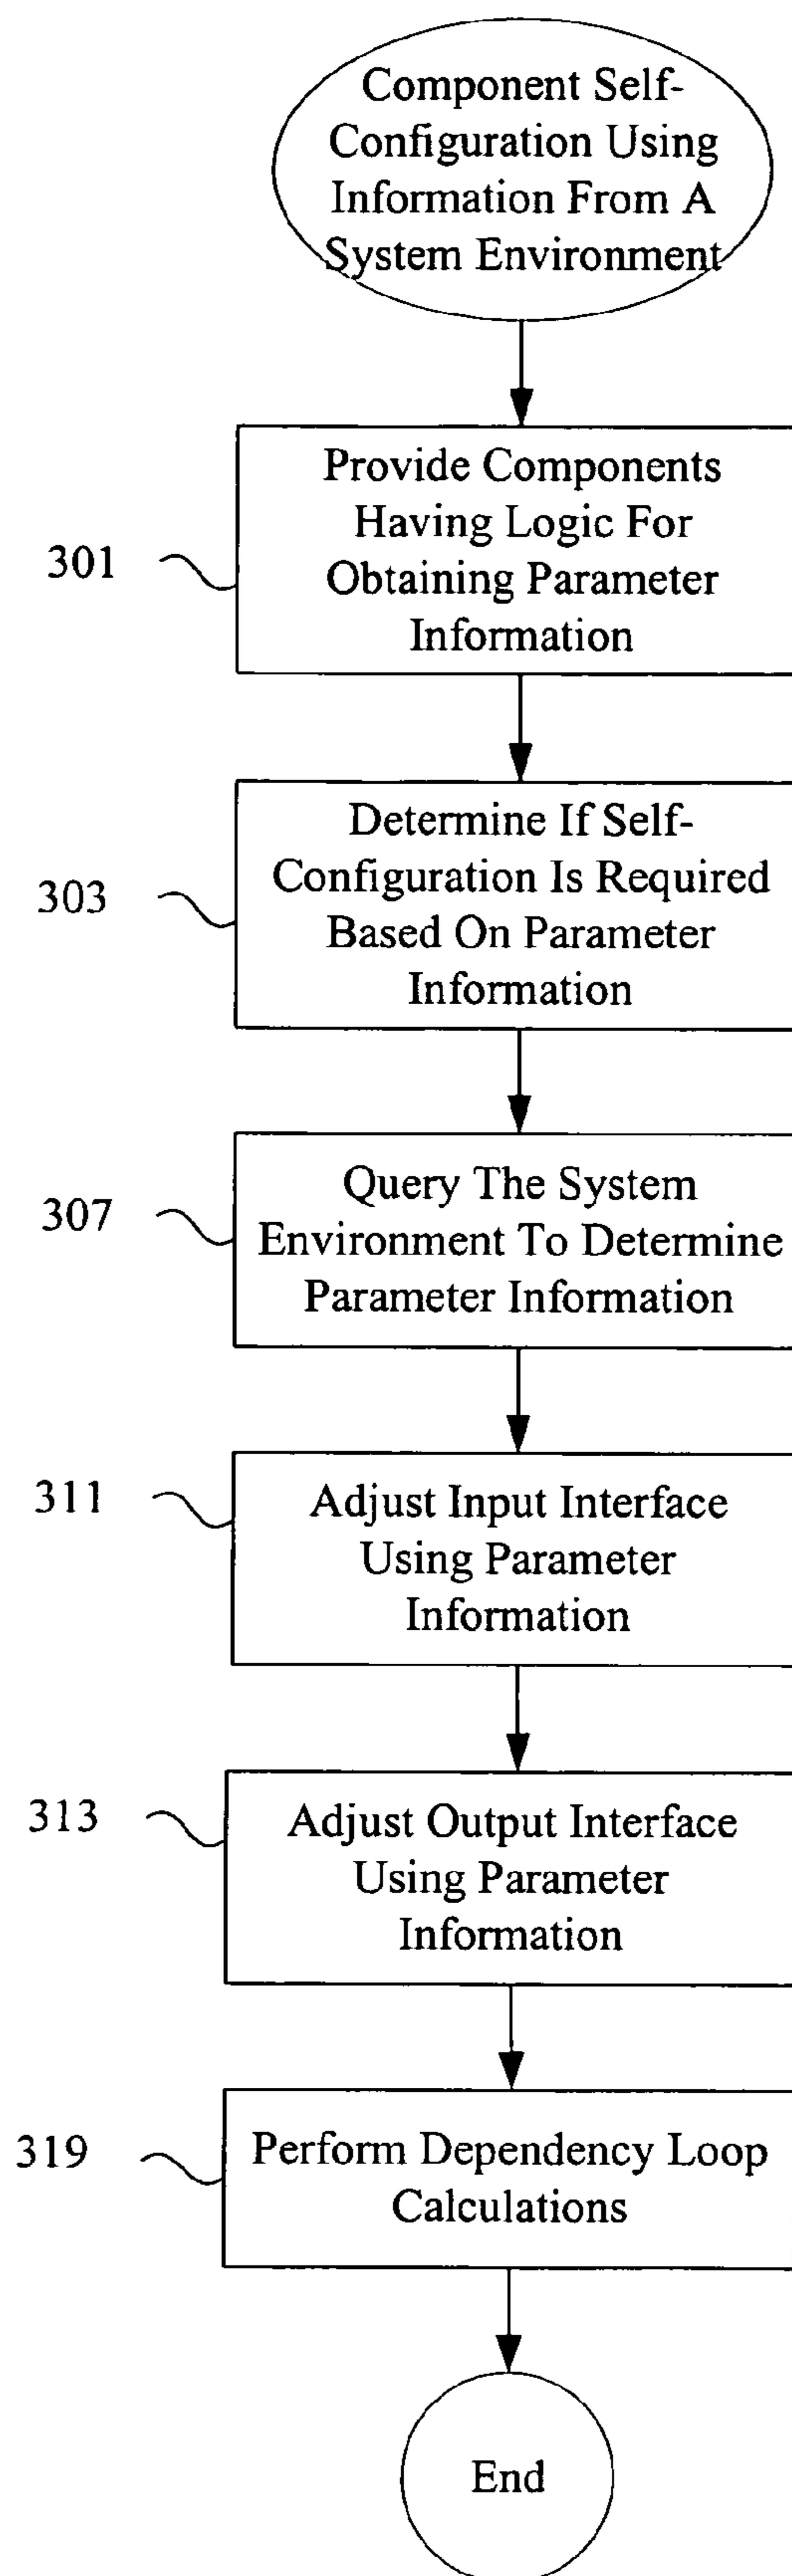 Component Self-
Configuration Using
Information From A
System Environment
Provide Components
Having Logic For
Obtaining Parameter
Information
301
Determine If Self-
Configuration Is Required
Based On Parameter
Information
303
Query The System
Environment To Determine
Parameter Information
307
Adjust Input Interface
Using Parameter
Information
311
Adjust Output Interface
Using Parameter
Information
313
Perform Dependency Loop
Calculations
319
End